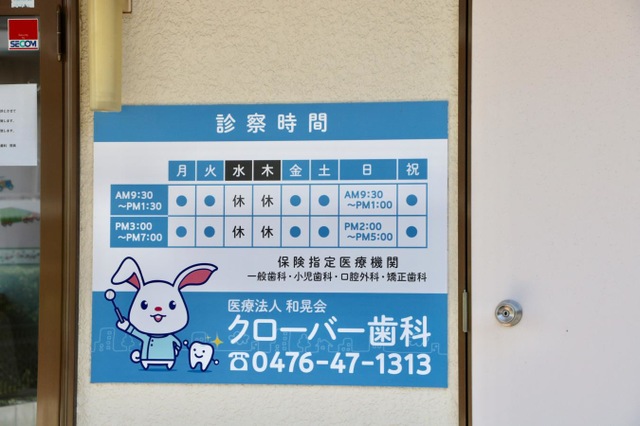 SECOM
診察時間
月 火 水 木 金 土 日 祝
AM9:30 ～PM1:30 ● ● 休 休 ● ● AM9:30 ～PM1:00 ●
PM3:00 ～PM7:00 ● ● 休 休 ● ● PM2:00 ～PM5:00 ●
保険指定医療機関
一般歯科・小児歯科・口腔外科・矯正歯科
医療法人 和晃会
クローバー歯科
☎0476-47-1313